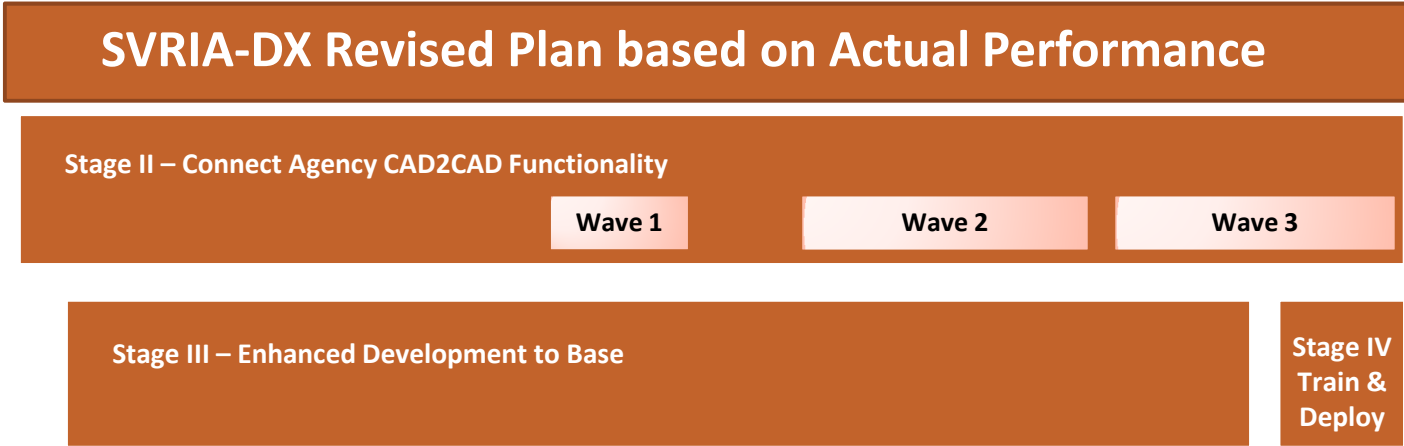 SVRIA-DX Revised Plan based on Actual Performance
Stage II – Connect Agency CAD2CAD Functionality
Wave 1
Wave 2
Wave 3
Stage III – Enhanced Development to Base
Stage IV
Train &
Deploy